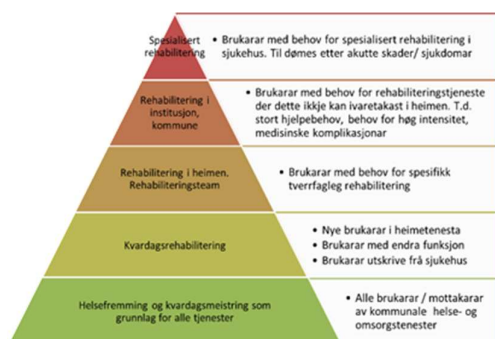 Spesialisert
rehabilitering
• Brukarar med behov for spesialisert rehabilitering i
sjukehus. Til dømes etter akutte skader/ sjukdomar
Rehabilitering i
institusjon,
kommune
• Brukarar med behov for rehabiliteringstjeneste
der dette ikkje kan ivaretakast i heimen. T.d.
stort hjelpebehov, behov for høg intensitet,
medisinske komplikasjonar
Rehabilitering i heimen.
Rehabiliteringsteam
• Brukarar med behov for spesifikk
tverrfagleg rehabilitering
Kvardagsrehabilitering
• Nye brukarar i heimetenesta
• Brukarar med endra funksjon
• Brukarar utskrive frå sjukehus
Helsefremming og kvardagsmeistring som
grunnlag for alle tjenester
• Alle brukarar / mottakarar
av kommunale helse- og
omsorgstenester